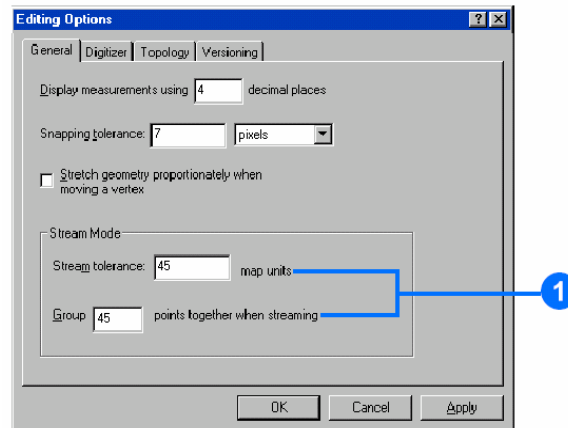 Editing Options
General Digitizer Topology Versioning
Display measurements using 4 decimal places
Snapping tolerance: 7 pixels
Stretch geometry proportionately when
moving a vertex
Stream Mode
Stream tolerance: 45 map units
Group 45 points together when streaming
1
OK Cancel Apply